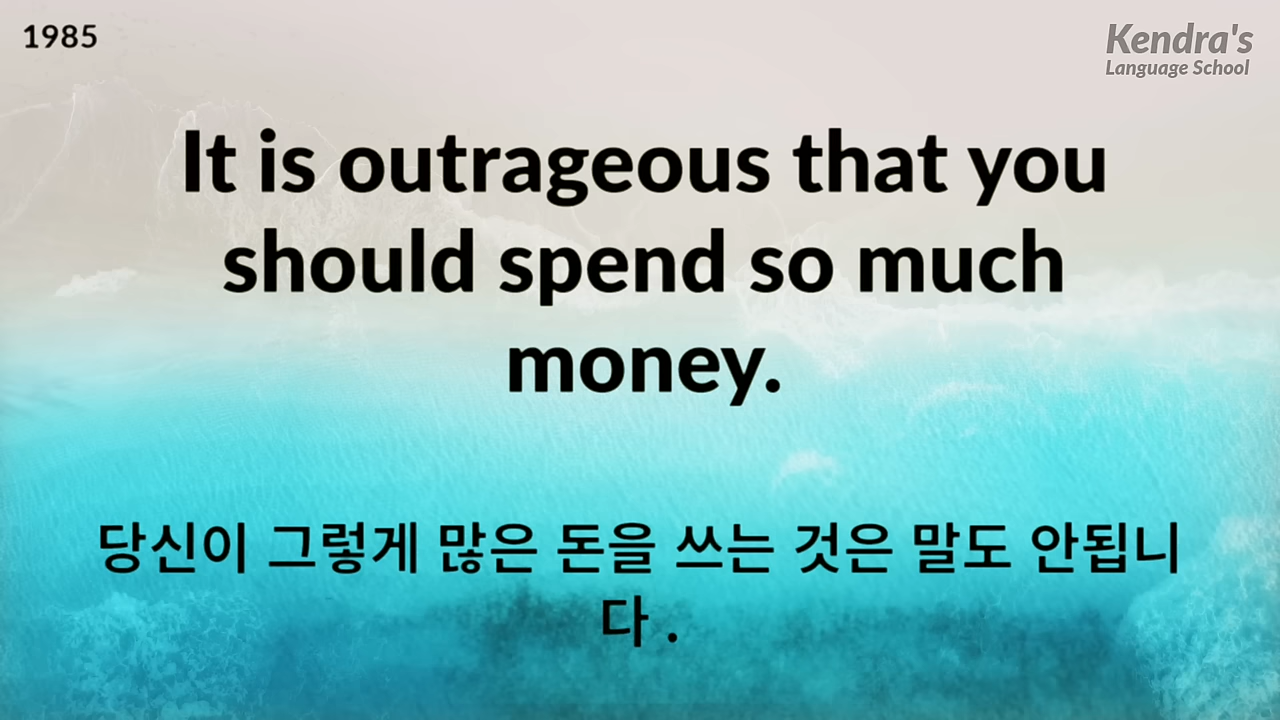 1985
Kendra's
Language School
It is outrageous that you
should spend so much
money.
당신이 그렇게 많은 돈을 쓰는 것은 말도 안됩니
다 .